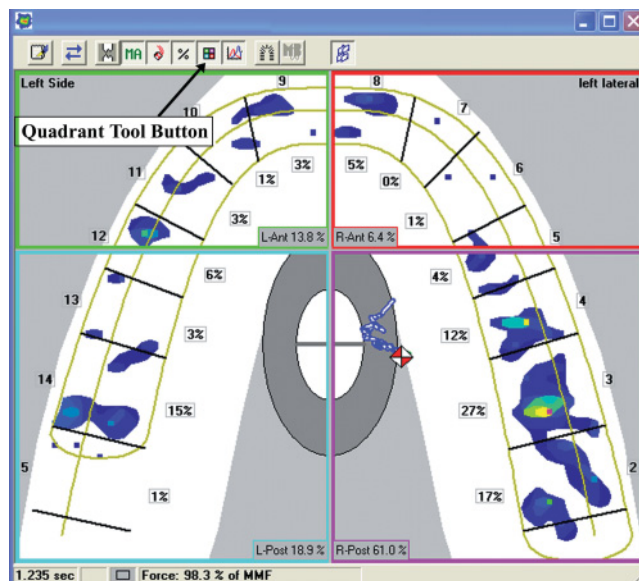 MA
%
Left Side
9
8
left lateral
10
7
Quadrant Tool Button
11
3%
5%
6
1%
0%
12
3%
1%
5
L-Ant 13.8 %
R-Ant 6.4 %
6%
4%
13
4
3%
12%
14
3
15%
27%
5
2
1%
17%
L-Post 18.9 %
R-Post 61.0 %
1.235 sec
Force: 98.3 % of MMF